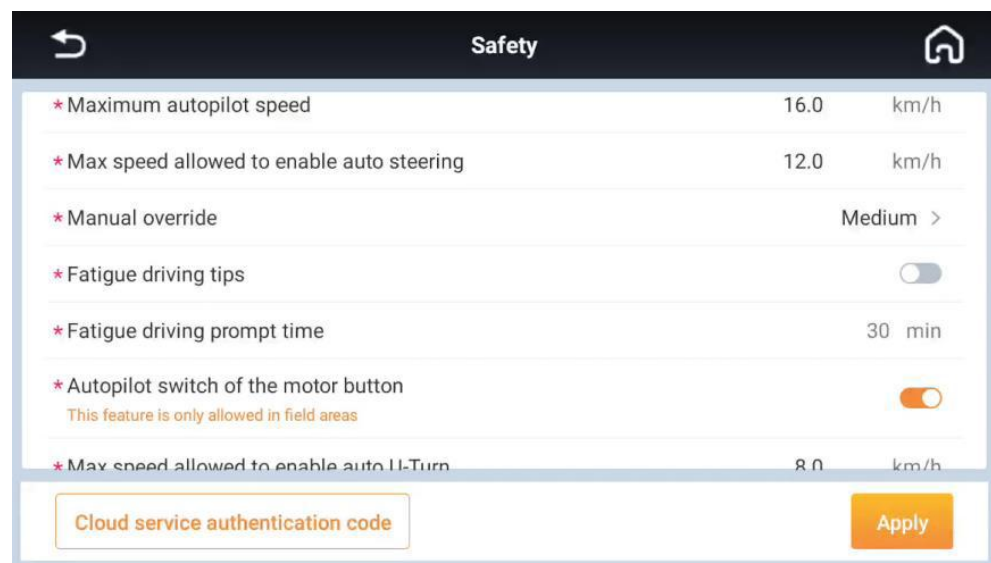 Safety
* Maximum autopilot speed 16.0 km/h
* Max speed allowed to enable auto steering 12.0 km/h
* Manual override Medium >
* Fatigue driving tips
* Fatigue driving prompt time 30 min
* Autopilot switch of the motor button
This feature is only allowed in field areas
* Max speed allowed to enable auto U-Turn 8.0 km/h
Cloud service authentication code Apply